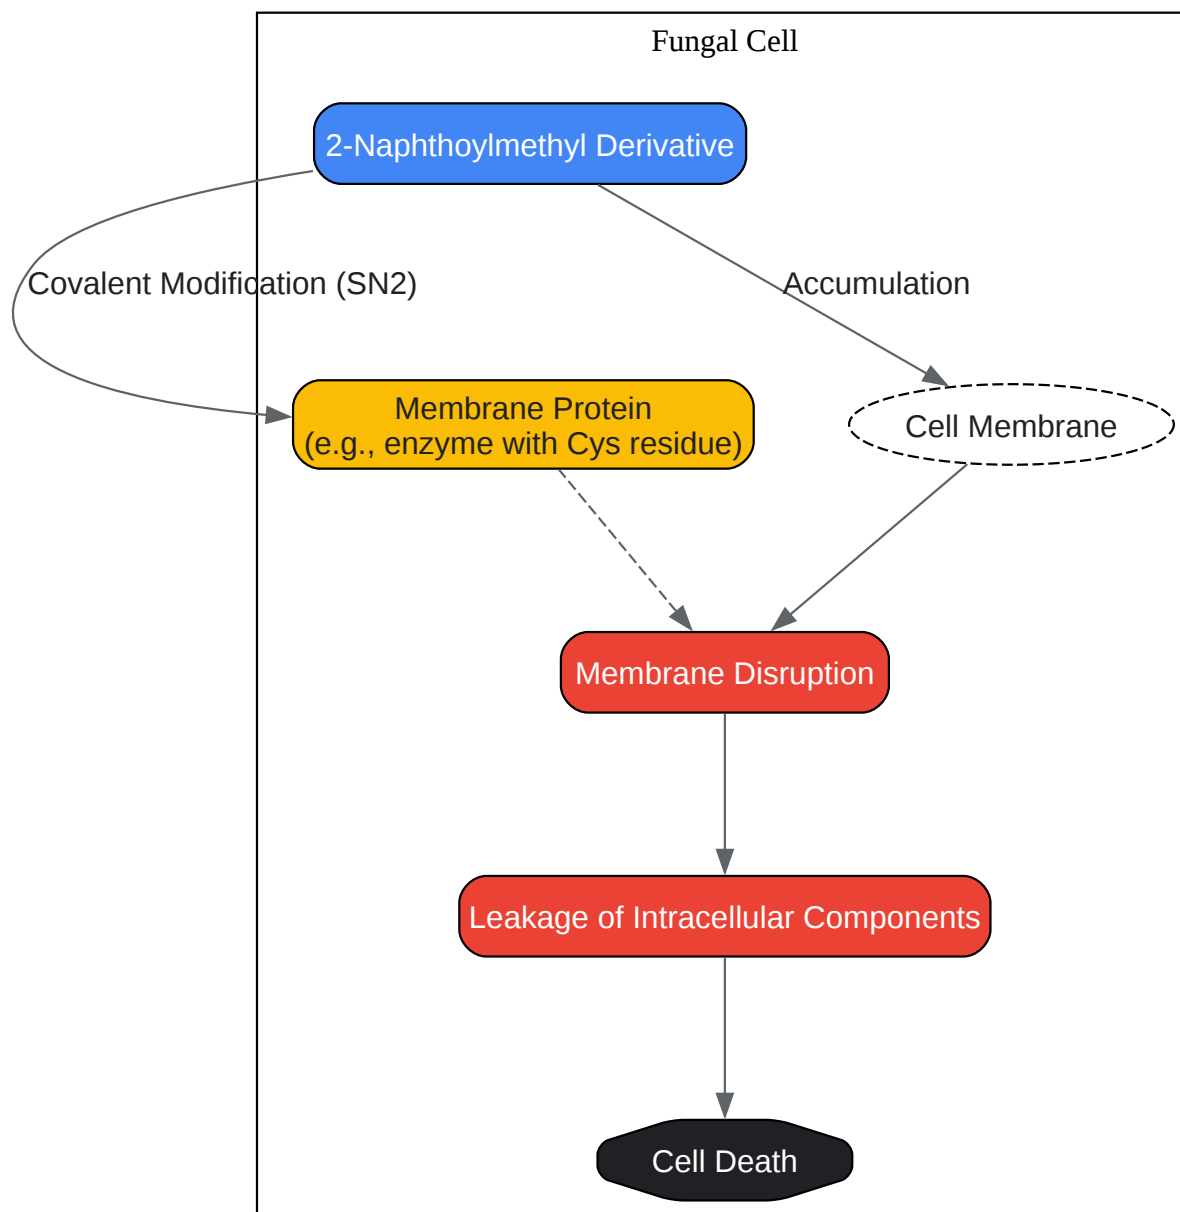 Fungal Cell
2-Naphthoylmethyl Derivative
Covalent Modification (SN2)
Accumulation
Membrane Protein
(e.g., enzyme with Cys residue)
Cell Membrane
Membrane Disruption
Leakage of Intracellular Components
Cell Death